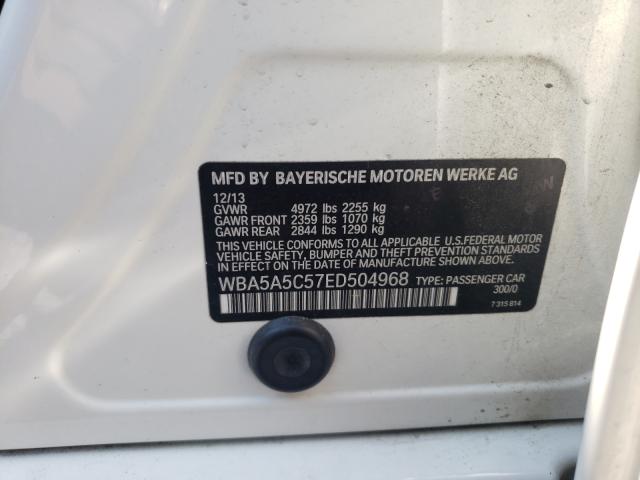 MFD BY BAYERISCHE MOTOREN WERKE AG
12/13
GVWR 4972 lbs 2255 kg
GAWR FRONT 2359 lbs 1070 kg
GAWR REAR 2844 lbs 1290 kg
THIS VEHICLE CONFORMS TO ALL APPLICABLE U.S.FEDERAL MOTOR
VEHICLE SAFETY, BUMPER AND THEFT PREVENTION STANDARDS IN
EFFECT ON THE DATE OF MANUFACTURE SHOWN ABOVE.
WBA5A5C57ED504968 TYPE: PASSENGER CAR
300/0
7 315 814